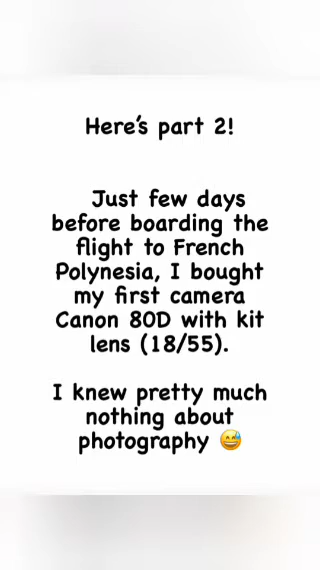 Here's part 2!
Just few days
before boarding the
flight to French
Polynesia, I bought
my first camera
Canon 80D with kit
lens (18/55).
I knew pretty much
nothing about
photography 😅